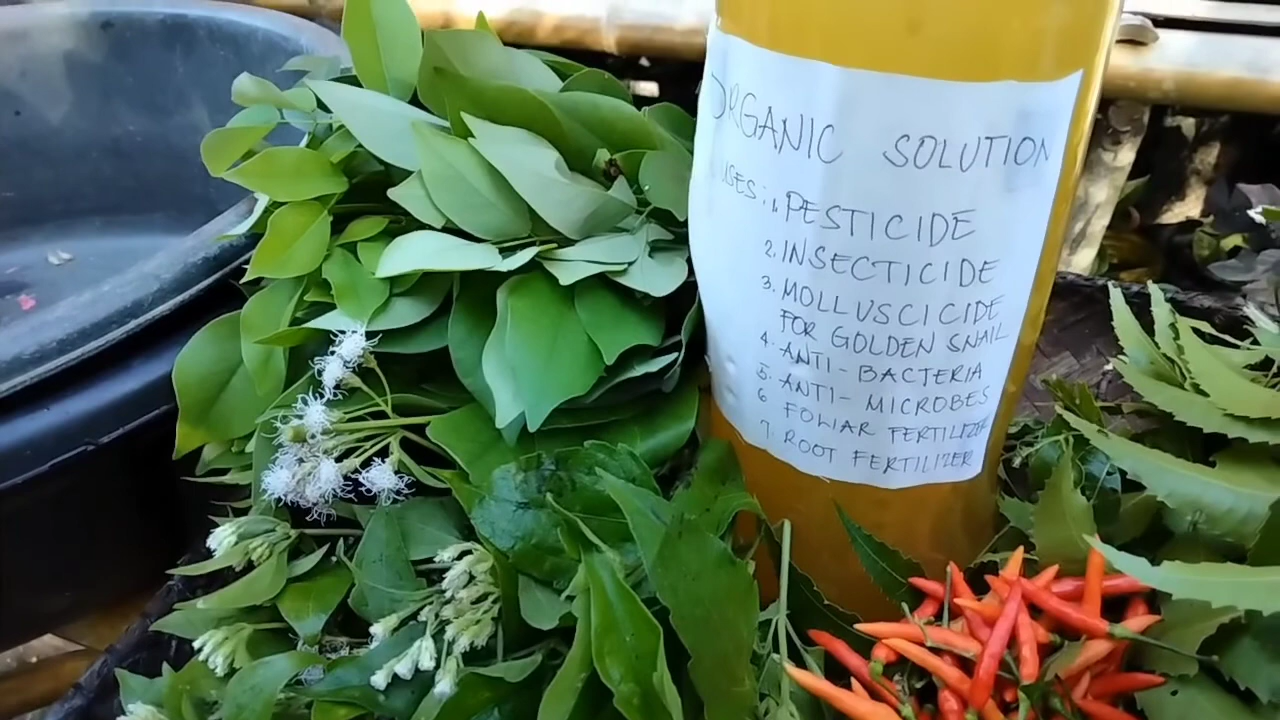 ORGANIC SOLUTION
USES: 1. PESTICIDE
2. INSECTICIDE
3. MOLLUSCICIDE
FOR GOLDEN SNAIL
4. ANTI-BACTERIA
5. ANTI-MICROBES
6 FOLIAR FERTILIZER
7. ROOT FERTILIZER